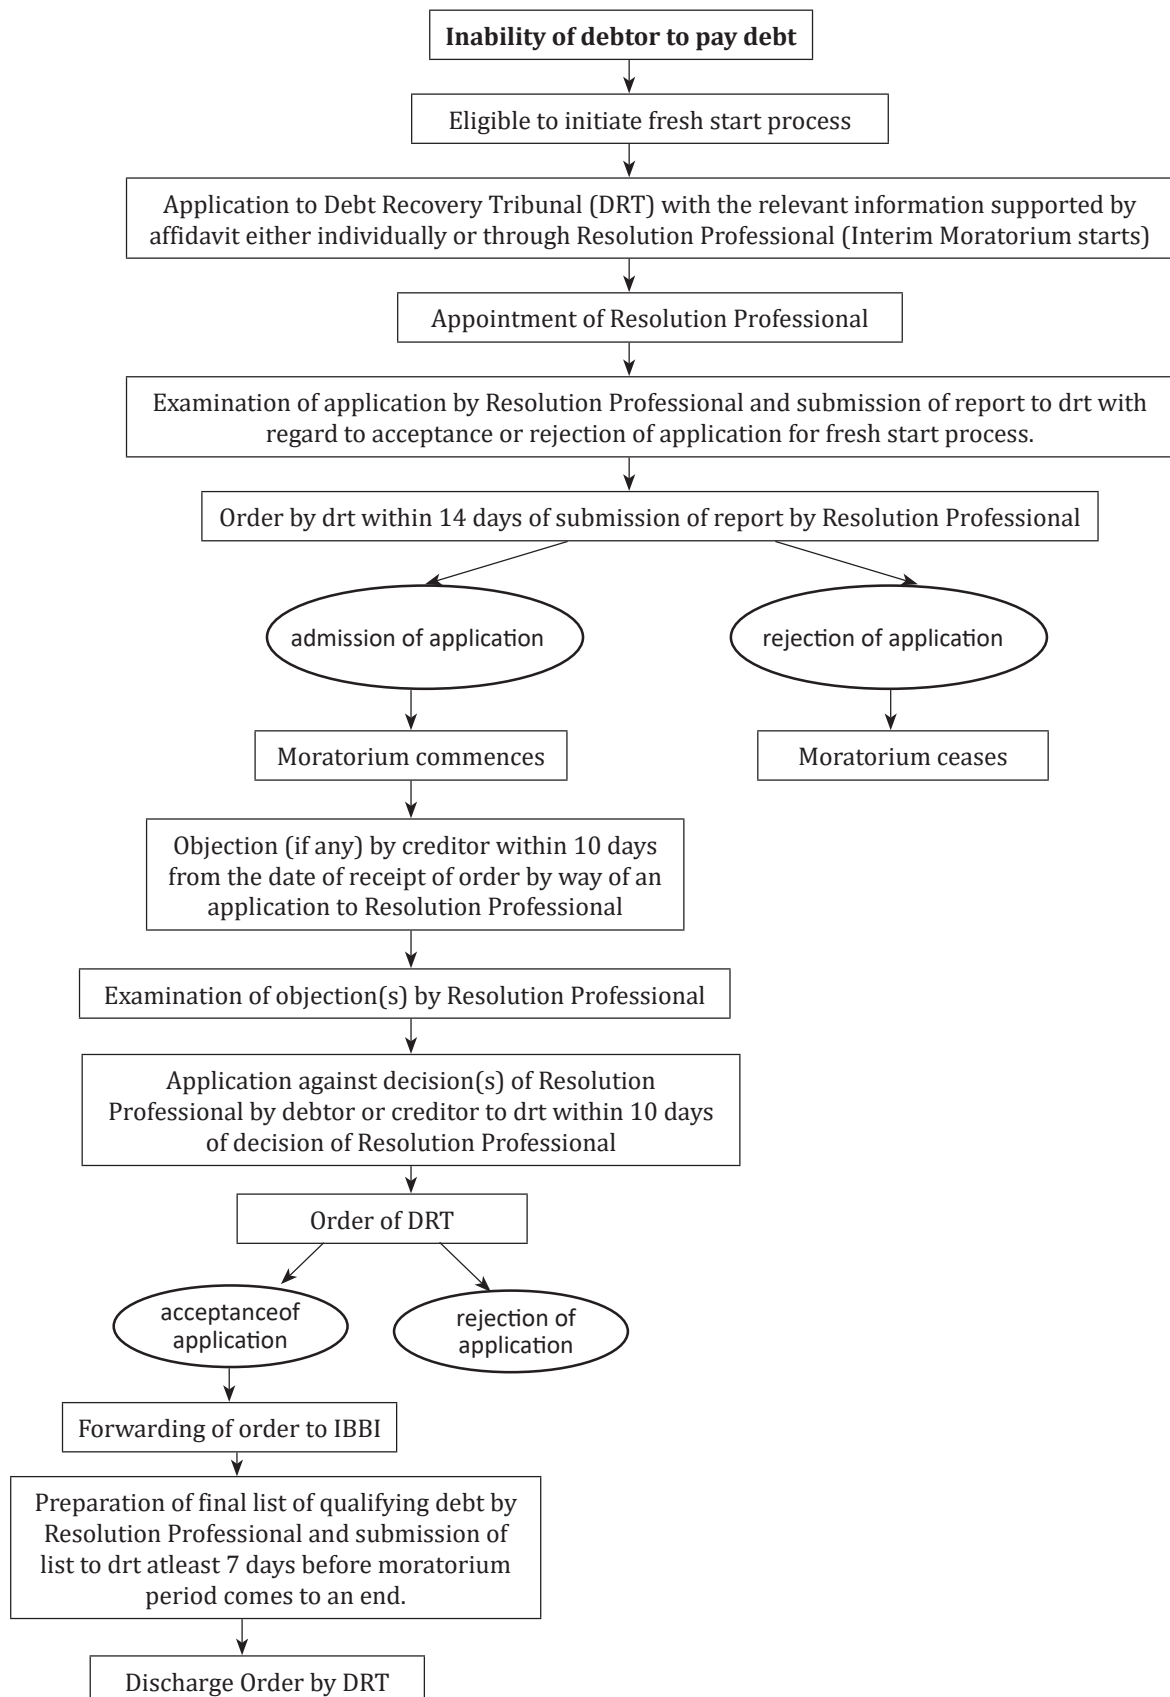 Inability of debtor to pay debt
Eligible to initiate fresh start process
Application to Debt Recovery Tribunal (DRT) with the relevant information supported by
affidavit either individually or through Resolution Professional (Interim Moratorium starts)
Appointment of Resolution Professional
Examination of application by Resolution Professional and submission of report to drt with
regard to acceptance or rejection of application for fresh start process.
Order by drt within 14 days of submission of report by Resolution Professional
admission of application
rejection of application
Moratorium commences
Moratorium ceases
Objection (if any) by creditor within 10 days
from the date of receipt of order by way of an
application to Resolution Professional
Examination of objection(s) by Resolution Professional
Application against decision(s) of Resolution
Professional by debtor or creditor to drt within 10 days
of decision of Resolution Professional
Order of DRT
acceptanceof
application
rejection of
application
Forwarding of order to IBBI
Preparation of final list of qualifying debt by
Resolution Professional and submission of
list to drt atleast 7 days before moratorium
period comes to an end.
Discharge Order by DRT